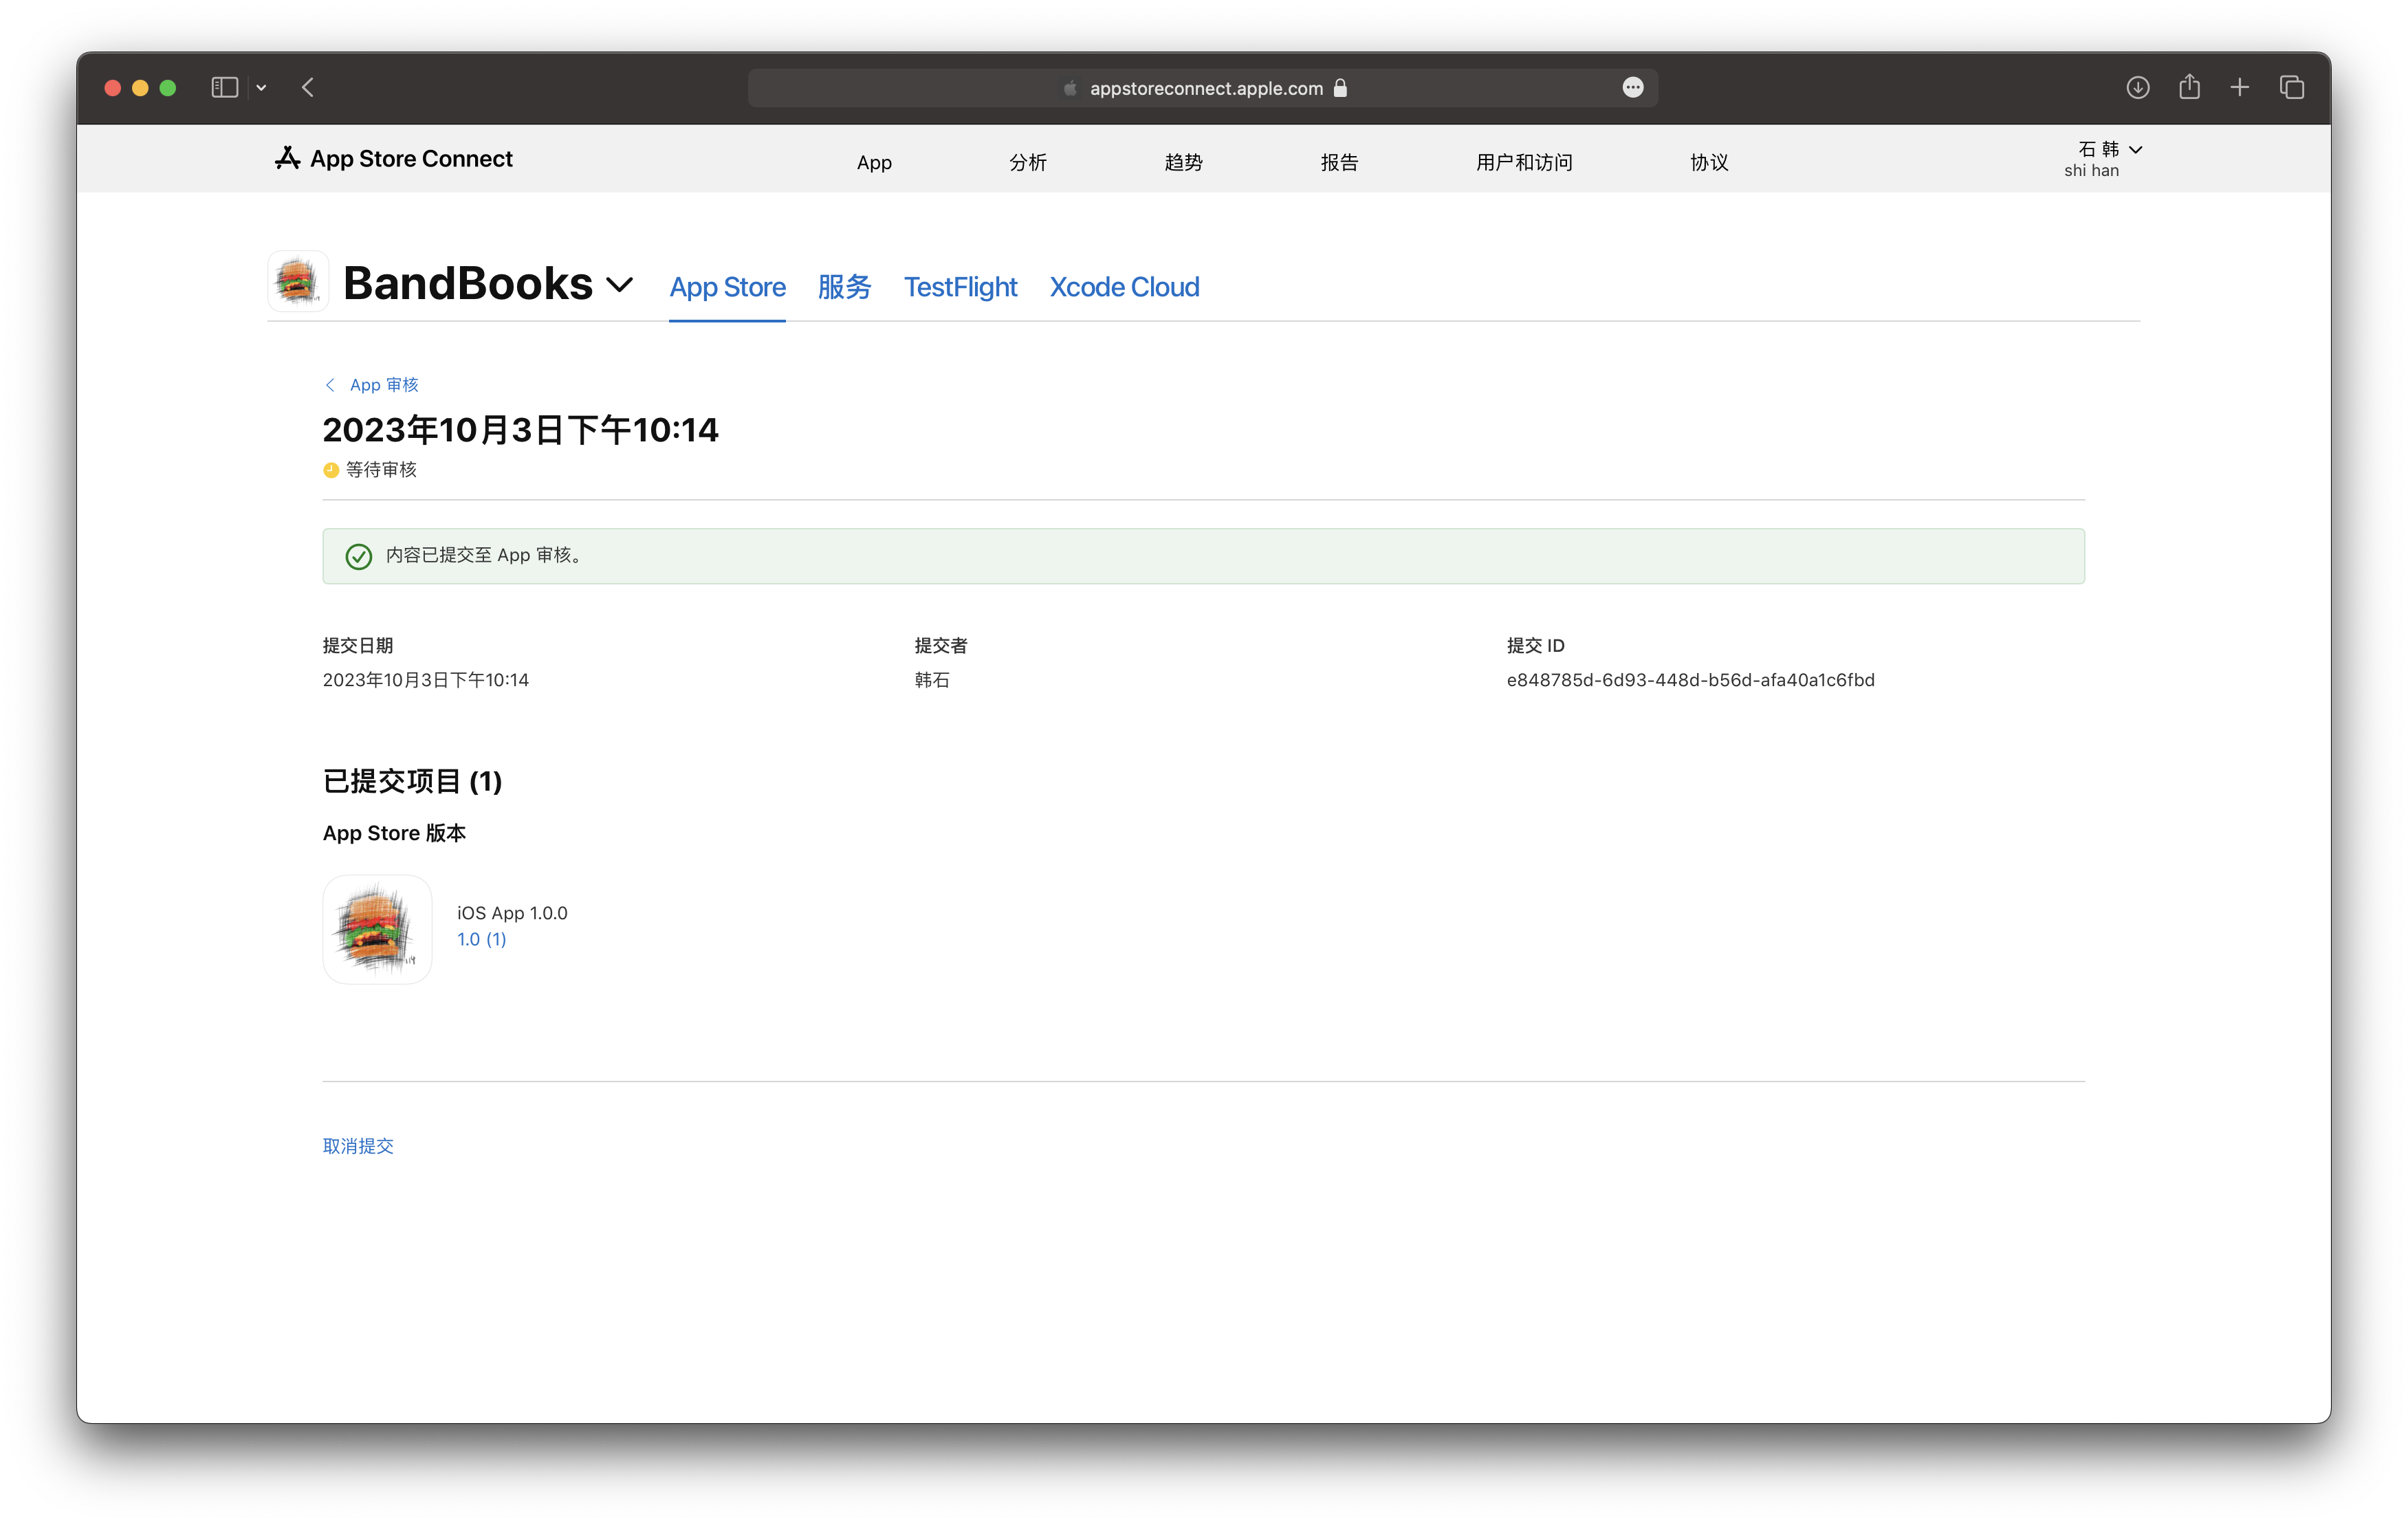 appstoreconnect.apple.com
App Store Connect
App
分析
趋势
报告
用户和访问
协议
石 韩
shi han
BandBooks
App Store
服务
TestFlight
Xcode Cloud
App 审核
2023年10月3日下午10:14
等待审核
内容已提交至 App 审核。
提交日期
2023年10月3日下午10:14
提交者
韩石
提交 ID
e848785d-6d93-448d-b56d-afa40a1c6fbd
已提交项目 (1)
App Store 版本
iOS App 1.0.0
1.0 (1)
取消提交